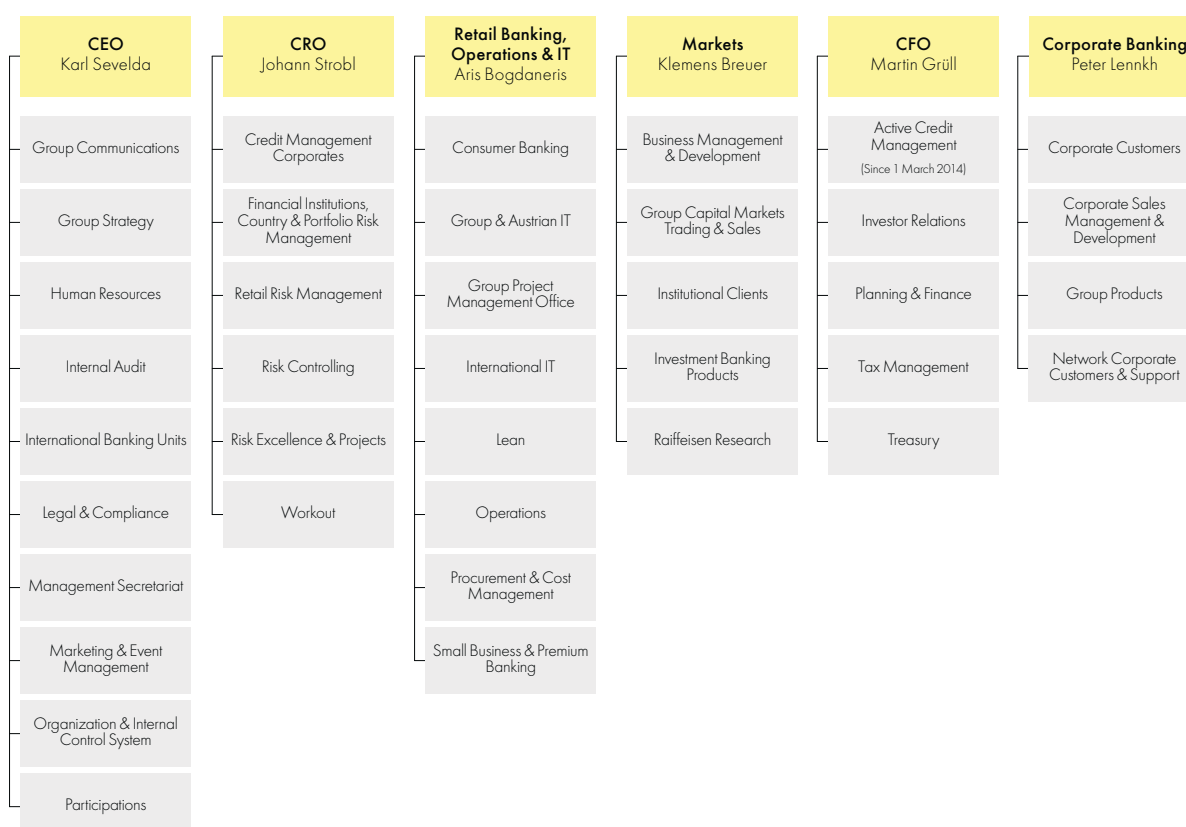 CEO
Karl Sevelda
Group Communications
Group Strategy
Human Resources
Internal Audit
International Banking Units
Legal & Compliance
Management Secretariat
Marketing & Event
Management
Organization & Internal
Control System
Participations
CRO
Johann Strobl
Credit Management
Corporates
Financial Institutions,
Country & Portfolio Risk
Management
Retail Risk Management
Risk Controlling
Risk Excellence & Projects
Workout
Retail Banking,
Operations & IT
Aris Bogdaneris
Consumer Banking
Group & Austrian IT
Group Project
Management Office
International IT
Lean
Operations
Procurement & Cost
Management
Small Business & Premium
Banking
Markets
Klemens Breuer
Business Management
& Development
Group Capital Markets
Trading & Sales
Institutional Clients
Investment Banking
Products
Raiffeisen Research
CFO
Martin Grüll
Active Credit
Management
(Since 1 March 2014)
Investor Relations
Planning & Finance
Tax Management
Treasury
Corporate Banking
Peter Lennkh
Corporate Customers
Corporate Sales
Management &
Development
Group Products
Network Corporate
Customers & Support